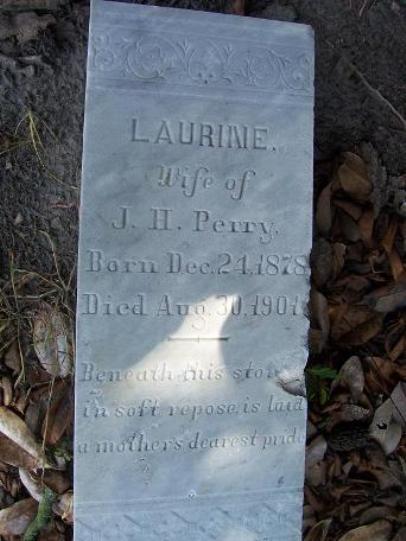 LAURINE.
Wife of
J. H. Perry.
Born Dec. 24, 1878
Died Aug. 30, 1901
Beneath this
in soft repose, is laid
a mother's dearest pride